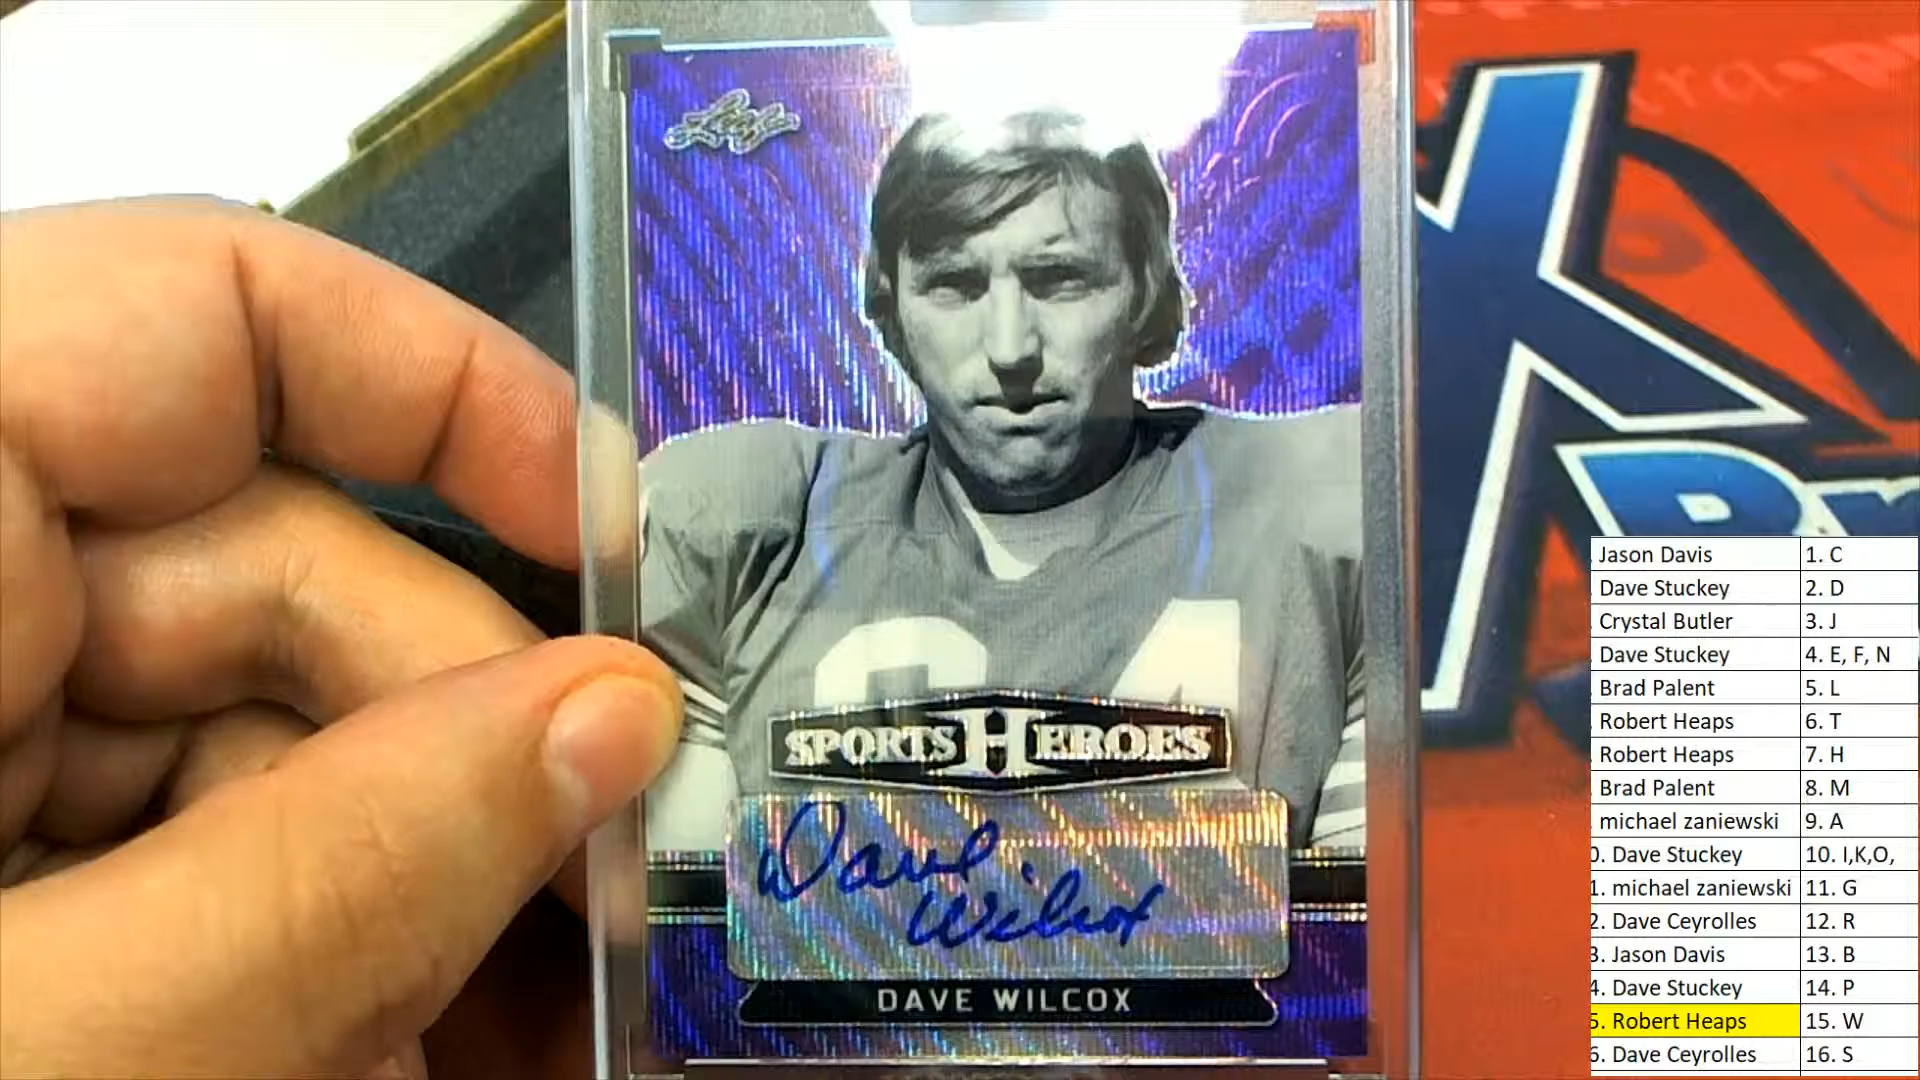 Leaf
64
SPORTS HEROES
Dave
Wilcox
DAVE WILCOX
. Jason Davis 1. C
. Dave Stuckey 2. D
. Crystal Butler 3. J
. Dave Stuckey 4. E, F, N
. Brad Palent 5. L
. Robert Heaps 6. T
. Robert Heaps 7. H
. Brad Palent 8. M
. michael zaniewski 9. A
0. Dave Stuckey 10. I,K,O,
1. michael zaniewski 11. G
2. Dave Ceyrolles 12. R
3. Jason Davis 13. B
4. Dave Stuckey 14. P
5. Robert Heaps 15. W
6. Dave Ceyrolles 16. S